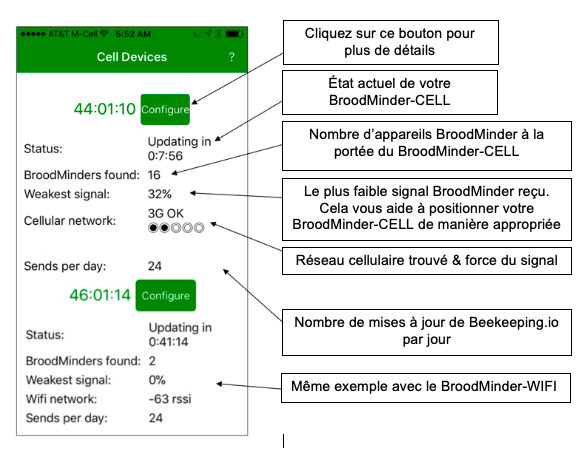 ●●●●● AT&T M-Cell 5:52 AM
Cell Devices ?
44:01:10 Configure
Status: Updating in
0:7:56
BroodMinders found: 16
Weakest signal: 32%
Cellular network: 3G OK
Sends per day: 24
46:01:14 Configure
Status: Updating in
0:41:14
BroodMinders found: 2
Weakest signal: 0%
Wifi network: -63 rssi
Sends per day: 24
Cliquez sur ce bouton pour
plus de détails
État actuel de votre
BroodMinder-CELL
Nombre d’appareils BroodMinder à la
portée du BroodMinder-CELL
Le plus faible signal BroodMinder reçu.
Cela vous aide à positionner votre
BroodMinder-CELL de manière appropriée
Réseau cellulaire trouvé & force du signal
Nombre de mises à jour de Beekeeping.io
par jour
Même exemple avec le BroodMinder-WIFI